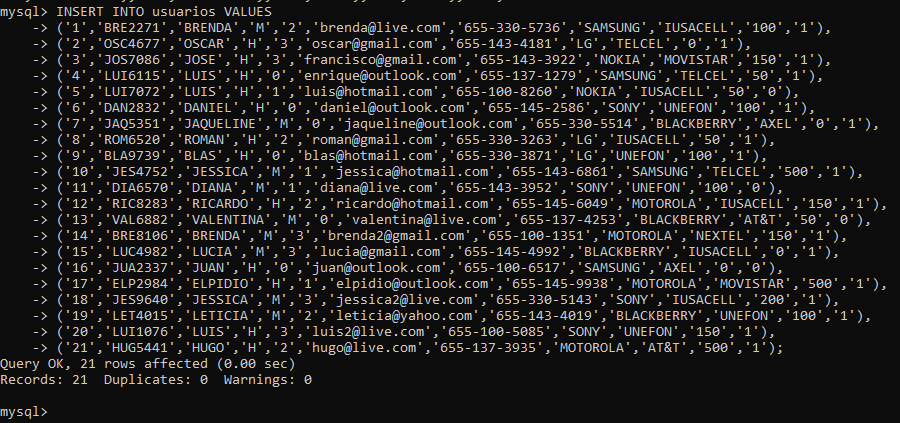 mysql> INSERT INTO usuarios VALUES
    -> ('1','BRE2271','BRENDA','M','2','brenda@live.com','655-330-5736','SAMSUNG','IUSACELL','100','1'),
    -> ('2','OSC4677','OSCAR','H','3','oscar@gmail.com','655-143-4181','LG','TELCEL','0','1'),
    -> ('3','JOS7086','JOSE','H','3','francisco@gmail.com','655-143-3922','NOKIA','MOVISTAR','150','1'),
    -> ('4','LUI6115','LUIS','H','0','enrique@outlook.com','655-137-1279','SAMSUNG','TELCEL','50','1'),
    -> ('5','LUI7072','LUIS','H','1','luis@hotmail.com','655-100-8260','NOKIA','IUSACELL','50','0'),
    -> ('6','DAN2832','DANIEL','H','0','daniel@outlook.com','655-145-2586','SONY','UNEFON','100','1'),
    -> ('7','JAQ5351','JAQUELINE','M','0','jaqueline@outlook.com','655-330-5514','BLACKBERRY','AXEL','0','1'),
    -> ('8','ROM6520','ROMAN','H','2','roman@gmail.com','655-330-3263','LG','IUSACELL','50','1'),
    -> ('9','BLA9739','BLAS','H','0','blas@hotmail.com','655-330-3871','LG','UNEFON','100','1'),
    -> ('10','JES4752','JESSICA','M','1','jessica@hotmail.com','655-143-6861','SAMSUNG','TELCEL','500','1'),
    -> ('11','DIA6570','DIANA','M','1','diana@live.com','655-143-3952','SONY','UNEFON','100','0'),
    -> ('12','RIC8283','RICARDO','H','2','ricardo@hotmail.com','655-145-6049','MOTOROLA','IUSACELL','150','1'),
    -> ('13','VAL6882','VALENTINA','M','0','valentina@live.com','655-137-4253','BLACKBERRY','AT&T','50','0'),
    -> ('14','BRE8106','BRENDA','M','3','brenda2@gmail.com','655-100-1351','MOTOROLA','NEXTEL','150','1'),
    -> ('15','LUC4982','LUCIA','M','3','lucia@gmail.com','655-145-4992','BLACKBERRY','IUSACELL','0','1'),
    -> ('16','JUA2337','JUAN','H','0','juan@outlook.com','655-100-6517','SAMSUNG','AXEL','0','0'),
    -> ('17','ELP2984','ELPIDIO','H','1','elpidio@outlook.com','655-145-9938','MOTOROLA','MOVISTAR','500','1'),
    -> ('18','JES9640','JESSICA','M','3','jessica2@live.com','655-330-5143','SONY','IUSACELL','200','1'),
    -> ('19','LET4015','LETICIA','M','2','leticia@yahoo.com','655-143-4019','BLACKBERRY','UNEFON','100','1'),
    -> ('20','LUI1076','LUIS','H','3','luis2@live.com','655-100-5085','SONY','UNEFON','150','1'),
    -> ('21','HUG5441','HUGO','H','2','hugo@live.com','655-137-3935','MOTOROLA','AT&T','500','1');
Query OK, 21 rows affected (0.00 sec)
Records: 21  Duplicates: 0  Warnings: 0
mysql>